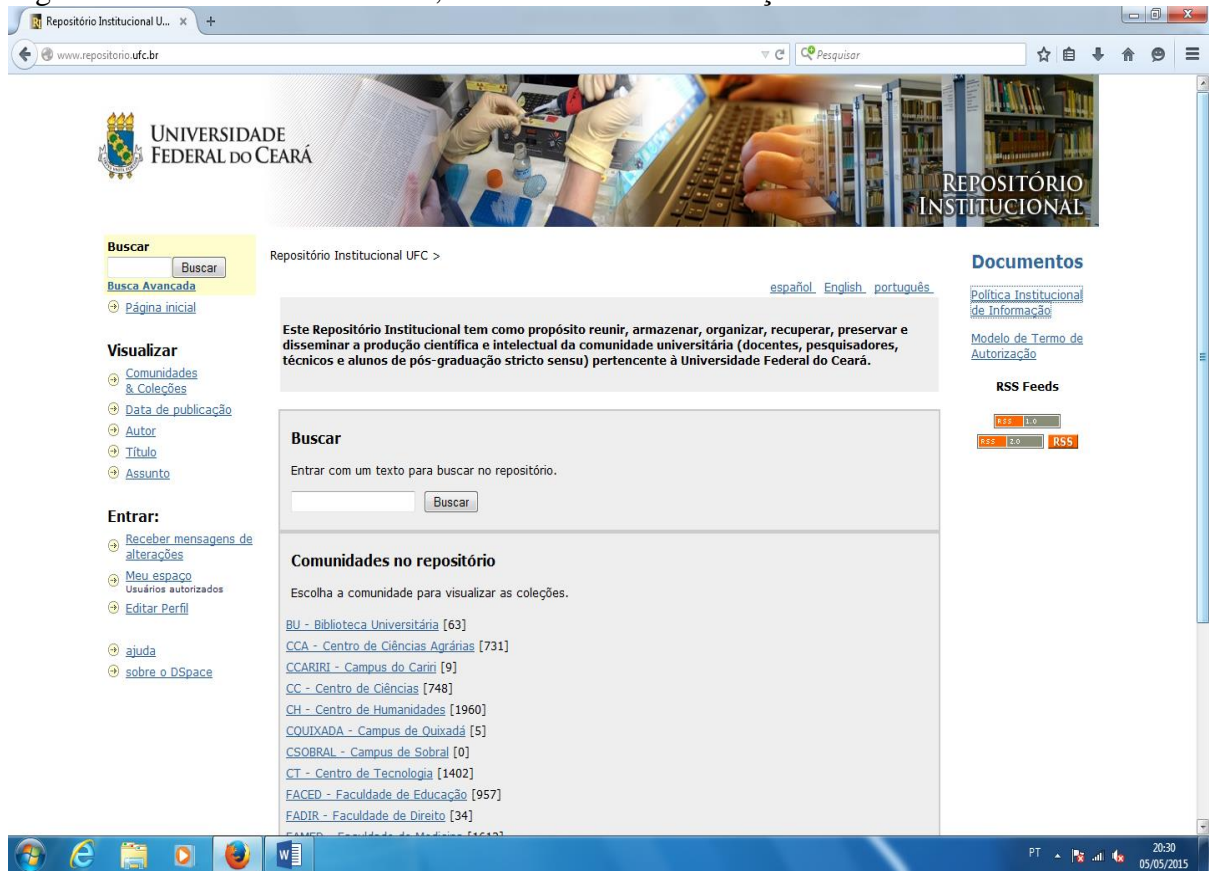 Repositório Institucional U...
www.repositorio.ufc.br
Pesquisar
UNIVERSIDADE
FEDERAL DO CEARÁ
REPOSITÓRIO
INSTITUCIONAL
Buscar
Buscar
Busca Avançada
Página inicial
Visualizar
Comunidades
& Coleções
Data de publicação
Autor
Título
Assunto
Entrar:
Receber mensagens de
alterações
Meu espaço
Usuários autorizados
Editar Perfil
ajuda
sobre o DSpace
Repositório Institucional UFC >
español English português
Este Repositório Institucional tem como propósito reunir, armazenar, organizar, recuperar, preservar e
disseminar a produção científica e intelectual da comunidade universitária (docentes, pesquisadores,
técnicos e alunos de pós-graduação stricto sensu) pertencente à Universidade Federal do Ceará.
Buscar
Entrar com um texto para buscar no repositório.
Buscar
Comunidades no repositório
Escolha a comunidade para visualizar as coleções.
BU - Biblioteca Universitária [63]
CCA - Centro de Ciências Agrárias [731]
CCARIRI - Campus do Cariri [9]
CC - Centro de Ciências [748]
CH - Centro de Humanidades [1960]
CQUIXADA - Campus de Quixadá [5]
CSOBRAL - Campus de Sobral [0]
CT - Centro de Tecnologia [1402]
FACED - Faculdade de Educação [957]
FADIR - Faculdade de Direito [34]
FAMED - Faculdade de Medicina
Documentos
Política Institucional
de Informação
Modelo de Termo de
Autorização
RSS Feeds
RSS 1.0
RSS 2.0 RSS
PT
20:30
05/05/2015